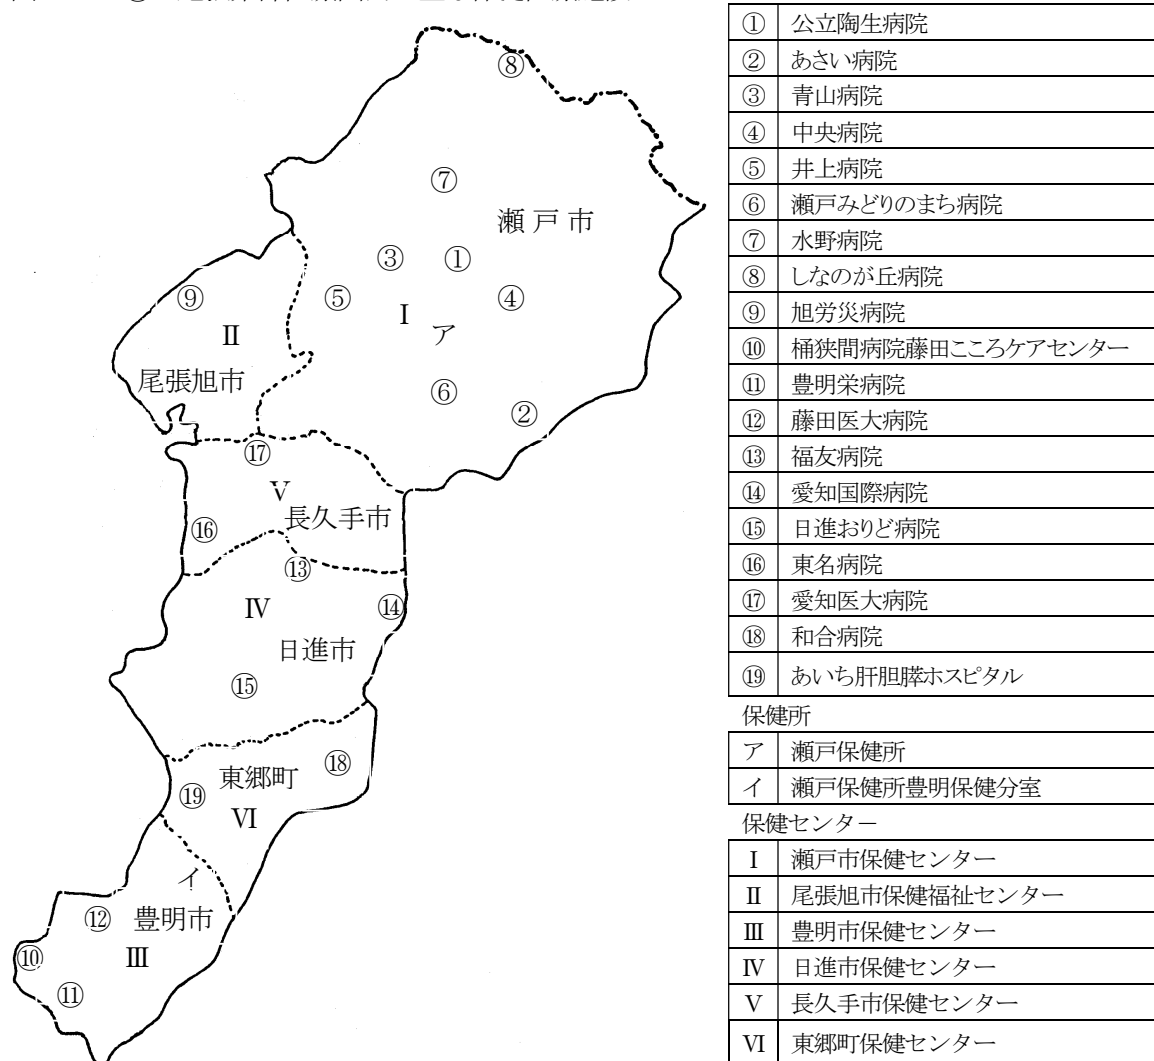 ⑧
⑦
瀬戸市
③ ①
⑨ ⑤ ④
Ⅰ
Ⅱ ア
尾張旭市
⑥
②
⑰
Ⅴ
⑯ 長久手市
⑬
Ⅳ ⑭
日進市
⑮
⑱
東郷町
⑲
Ⅵ
イ
⑫ 豊明市
⑩ Ⅲ
⑪
① 公立陶生病院
② あさい病院
③ 青山病院
④ 中央病院
⑤ 井上病院
⑥ 瀬戸みどりのまち病院
⑦ 水野病院
⑧ しなのが丘病院
⑨ 旭労災病院
⑩ 桶狭間病院藤田こころケアセンター
⑪ 豊明栄病院
⑫ 藤田医大病院
⑬ 福友病院
⑭ 愛知国際病院
⑮ 日進おりど病院
⑯ 東名病院
⑰ 愛知医大病院
⑱ 和合病院
⑲ あいち肝胆膵ホスピタル
保健所
ア 瀬戸保健所
イ 瀬戸保健所豊明保健分室
保健センター
Ⅰ 瀬戸市保健センター
Ⅱ 尾張旭市保健福祉センター
Ⅲ 豊明市保健センター
Ⅳ 日進市保健センター
Ⅴ 長久手市保健センター
Ⅵ 東郷町保健センター